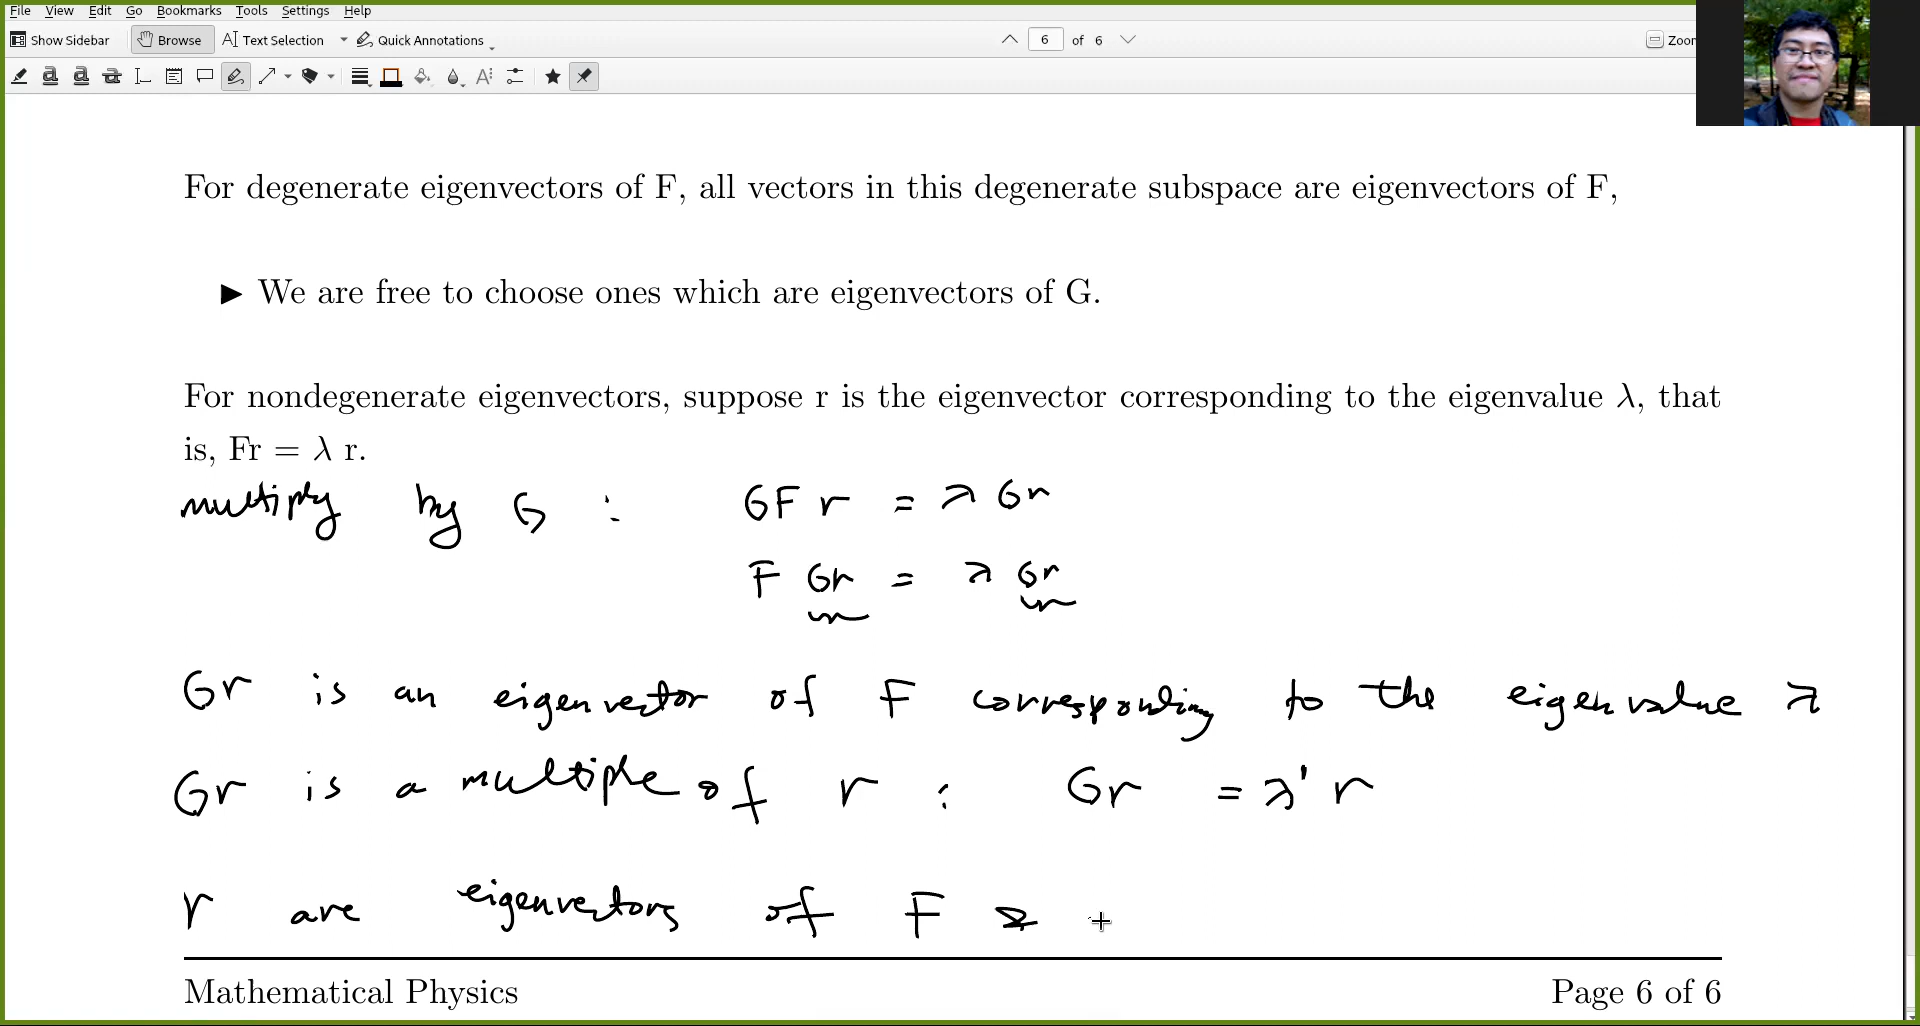 File View Edit Go Bookmarks Tools Settings Help
Show Sidebar Browse Text Selection Quick Annotations 6 of 6 Zoo
For degenerate eigenvectors of F, all vectors in this degenerate subspace are eigenvectors of F,
▶ We are free to choose ones which are eigenvectors of G.
For nondegenerate eigenvectors, suppose r is the eigenvector corresponding to the eigenvalue λ, that
is, Fr = λ r.
multiply by G : GF r = λ Gr
F Gr = λ Gr
Gr is an eigenvector of F corresponding to the eigenvalue λ
Gr is a multiple of r : Gr = λ' r
r are eigenvectors of F &
Mathematical Physics Page 6 of 6